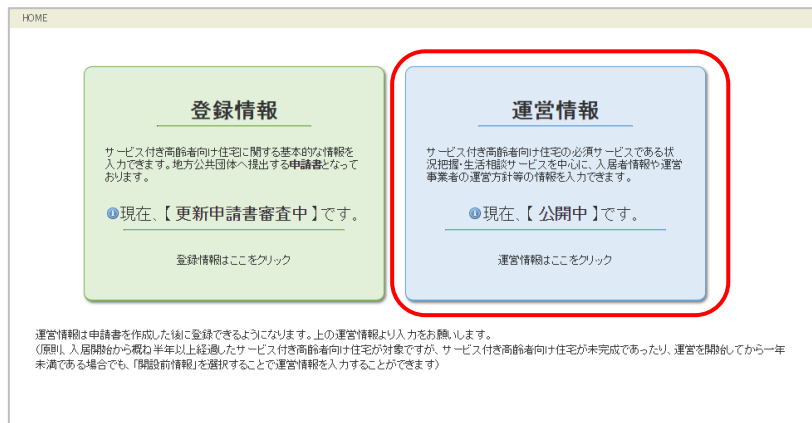 HOME
登録情報
サービス付き高齢者向け住宅に関する基本的な情報を
入力できます。地方公共団体へ提出する申請書となって
おります。
現在、【 更新申請書審査中 】です。
登録情報はここをクリック
運営情報
サービス付き高齢者向け住宅の必須サービスである状
況把握・生活相談サービスを中心に、入居者情報や運営
事業者の運営方針等の情報を入力できます。
現在、【 公開中 】です。
運営情報はここをクリック
運営情報は申請書を作成した後に登録できるようになります。上の運営情報より入力をお願いします。
(原則、入居開始から概ね半年以上経過したサービス付き高齢者向け住宅が対象ですが、サービス付き高齢者向け住宅が未完成であったり、運営を開始してから一年
未満である場合でも、「開設前情報」を選択することで運営情報を入力することができます)